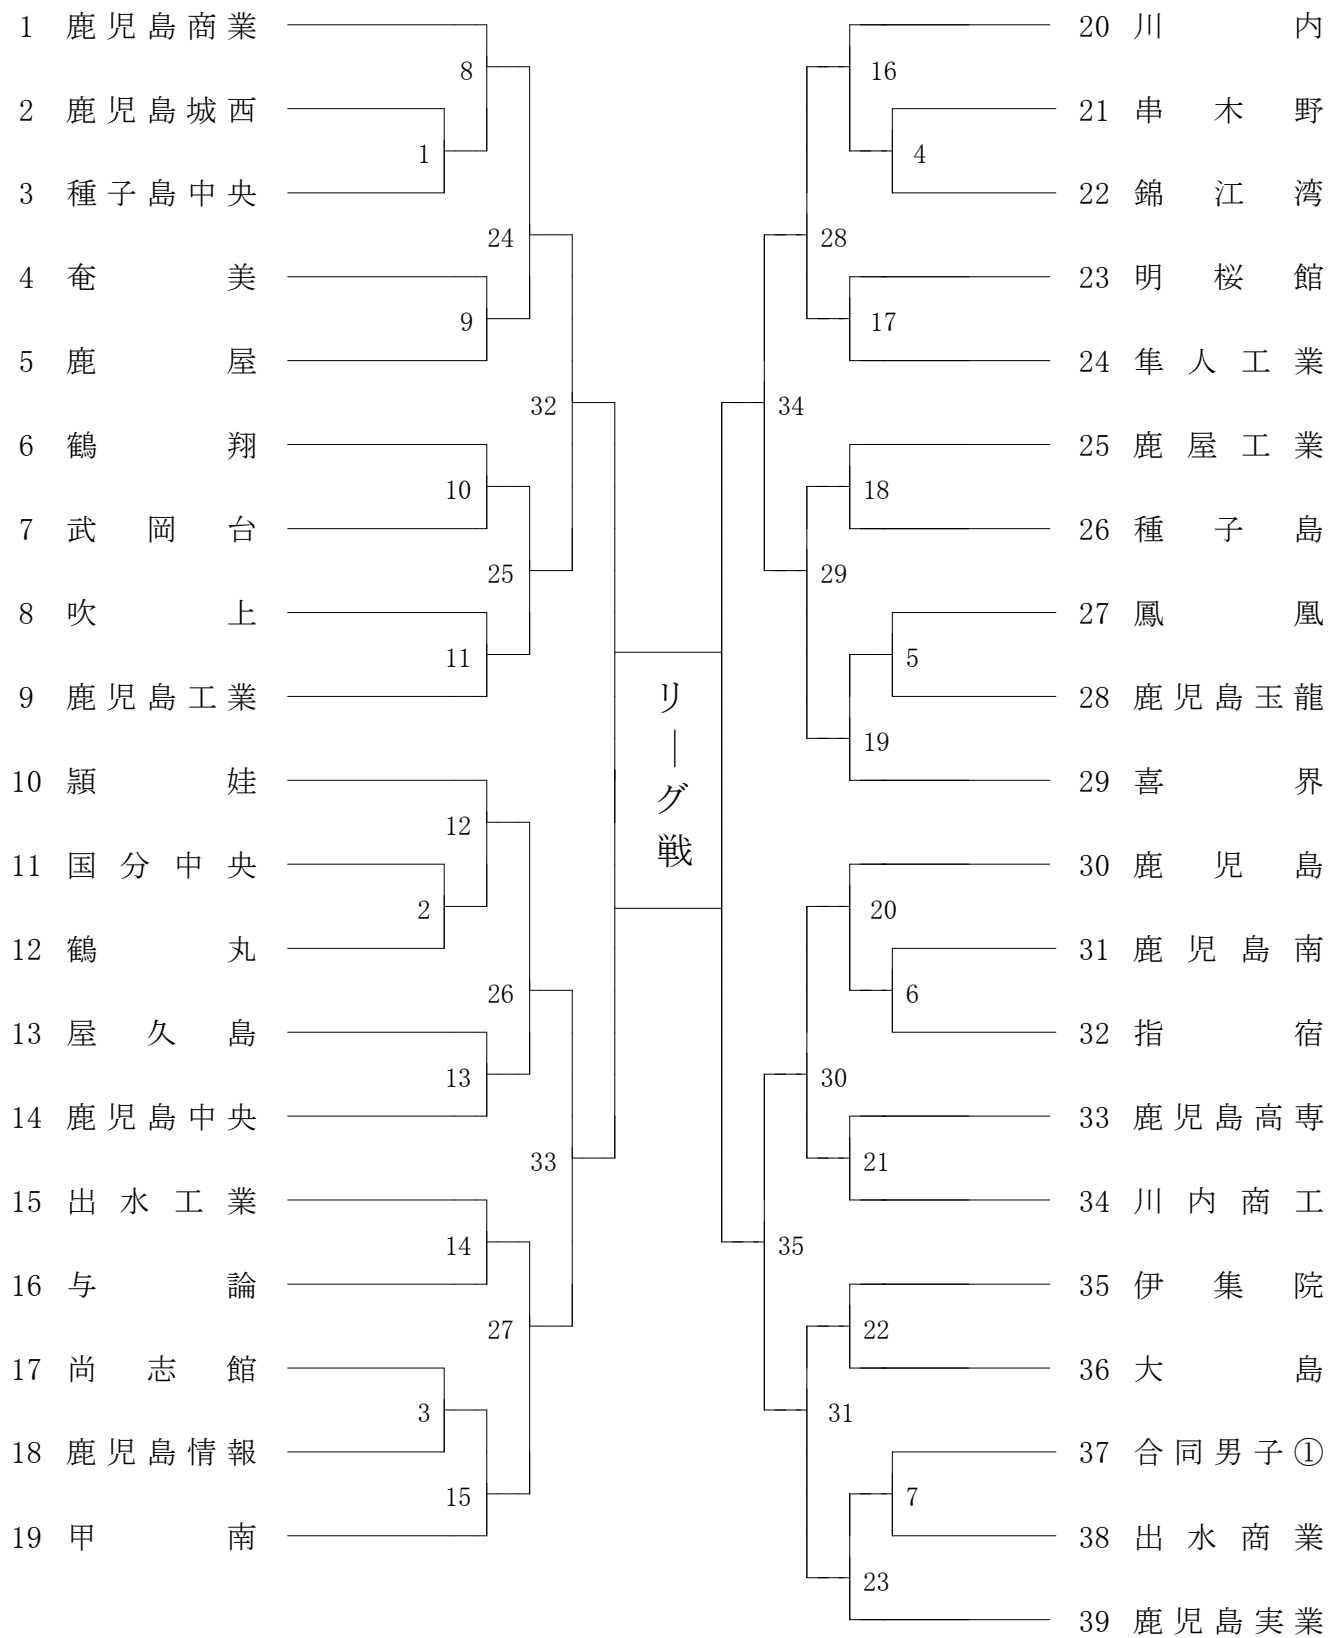 1 鹿児島商業
8
2 鹿児島城西
1
3 種子島中央
24
4 奄美
9
5 鹿屋
32
6 鶴翔
10
7 武岡台
25
8 吹上
11
9 鹿児島工業
10 頴娃
12
11 国分中央
2
12 鶴丸
26
13 屋久島
13
14 鹿児島中央
33
15 出水工業
14
16 与論
27
17 尚志館
3
18 鹿児島情報
15
19 甲南
リーグ戦
20 川内
16
21 串木野
4
22 錦江湾
28
23 明桜館
17
24 隼人工業
34
25 鹿屋工業
18
26 種子島
29
27 鳳凰
5
28 鹿児島玉龍
19
29 喜界
30 鹿児島
20
31 鹿児島南
6
32 指宿
30
33 鹿児島高専
21
34 川内商工
35
35 伊集院
22
36 大島
31
37 合同男子①
7
38 出水商業
23
39 鹿児島実業